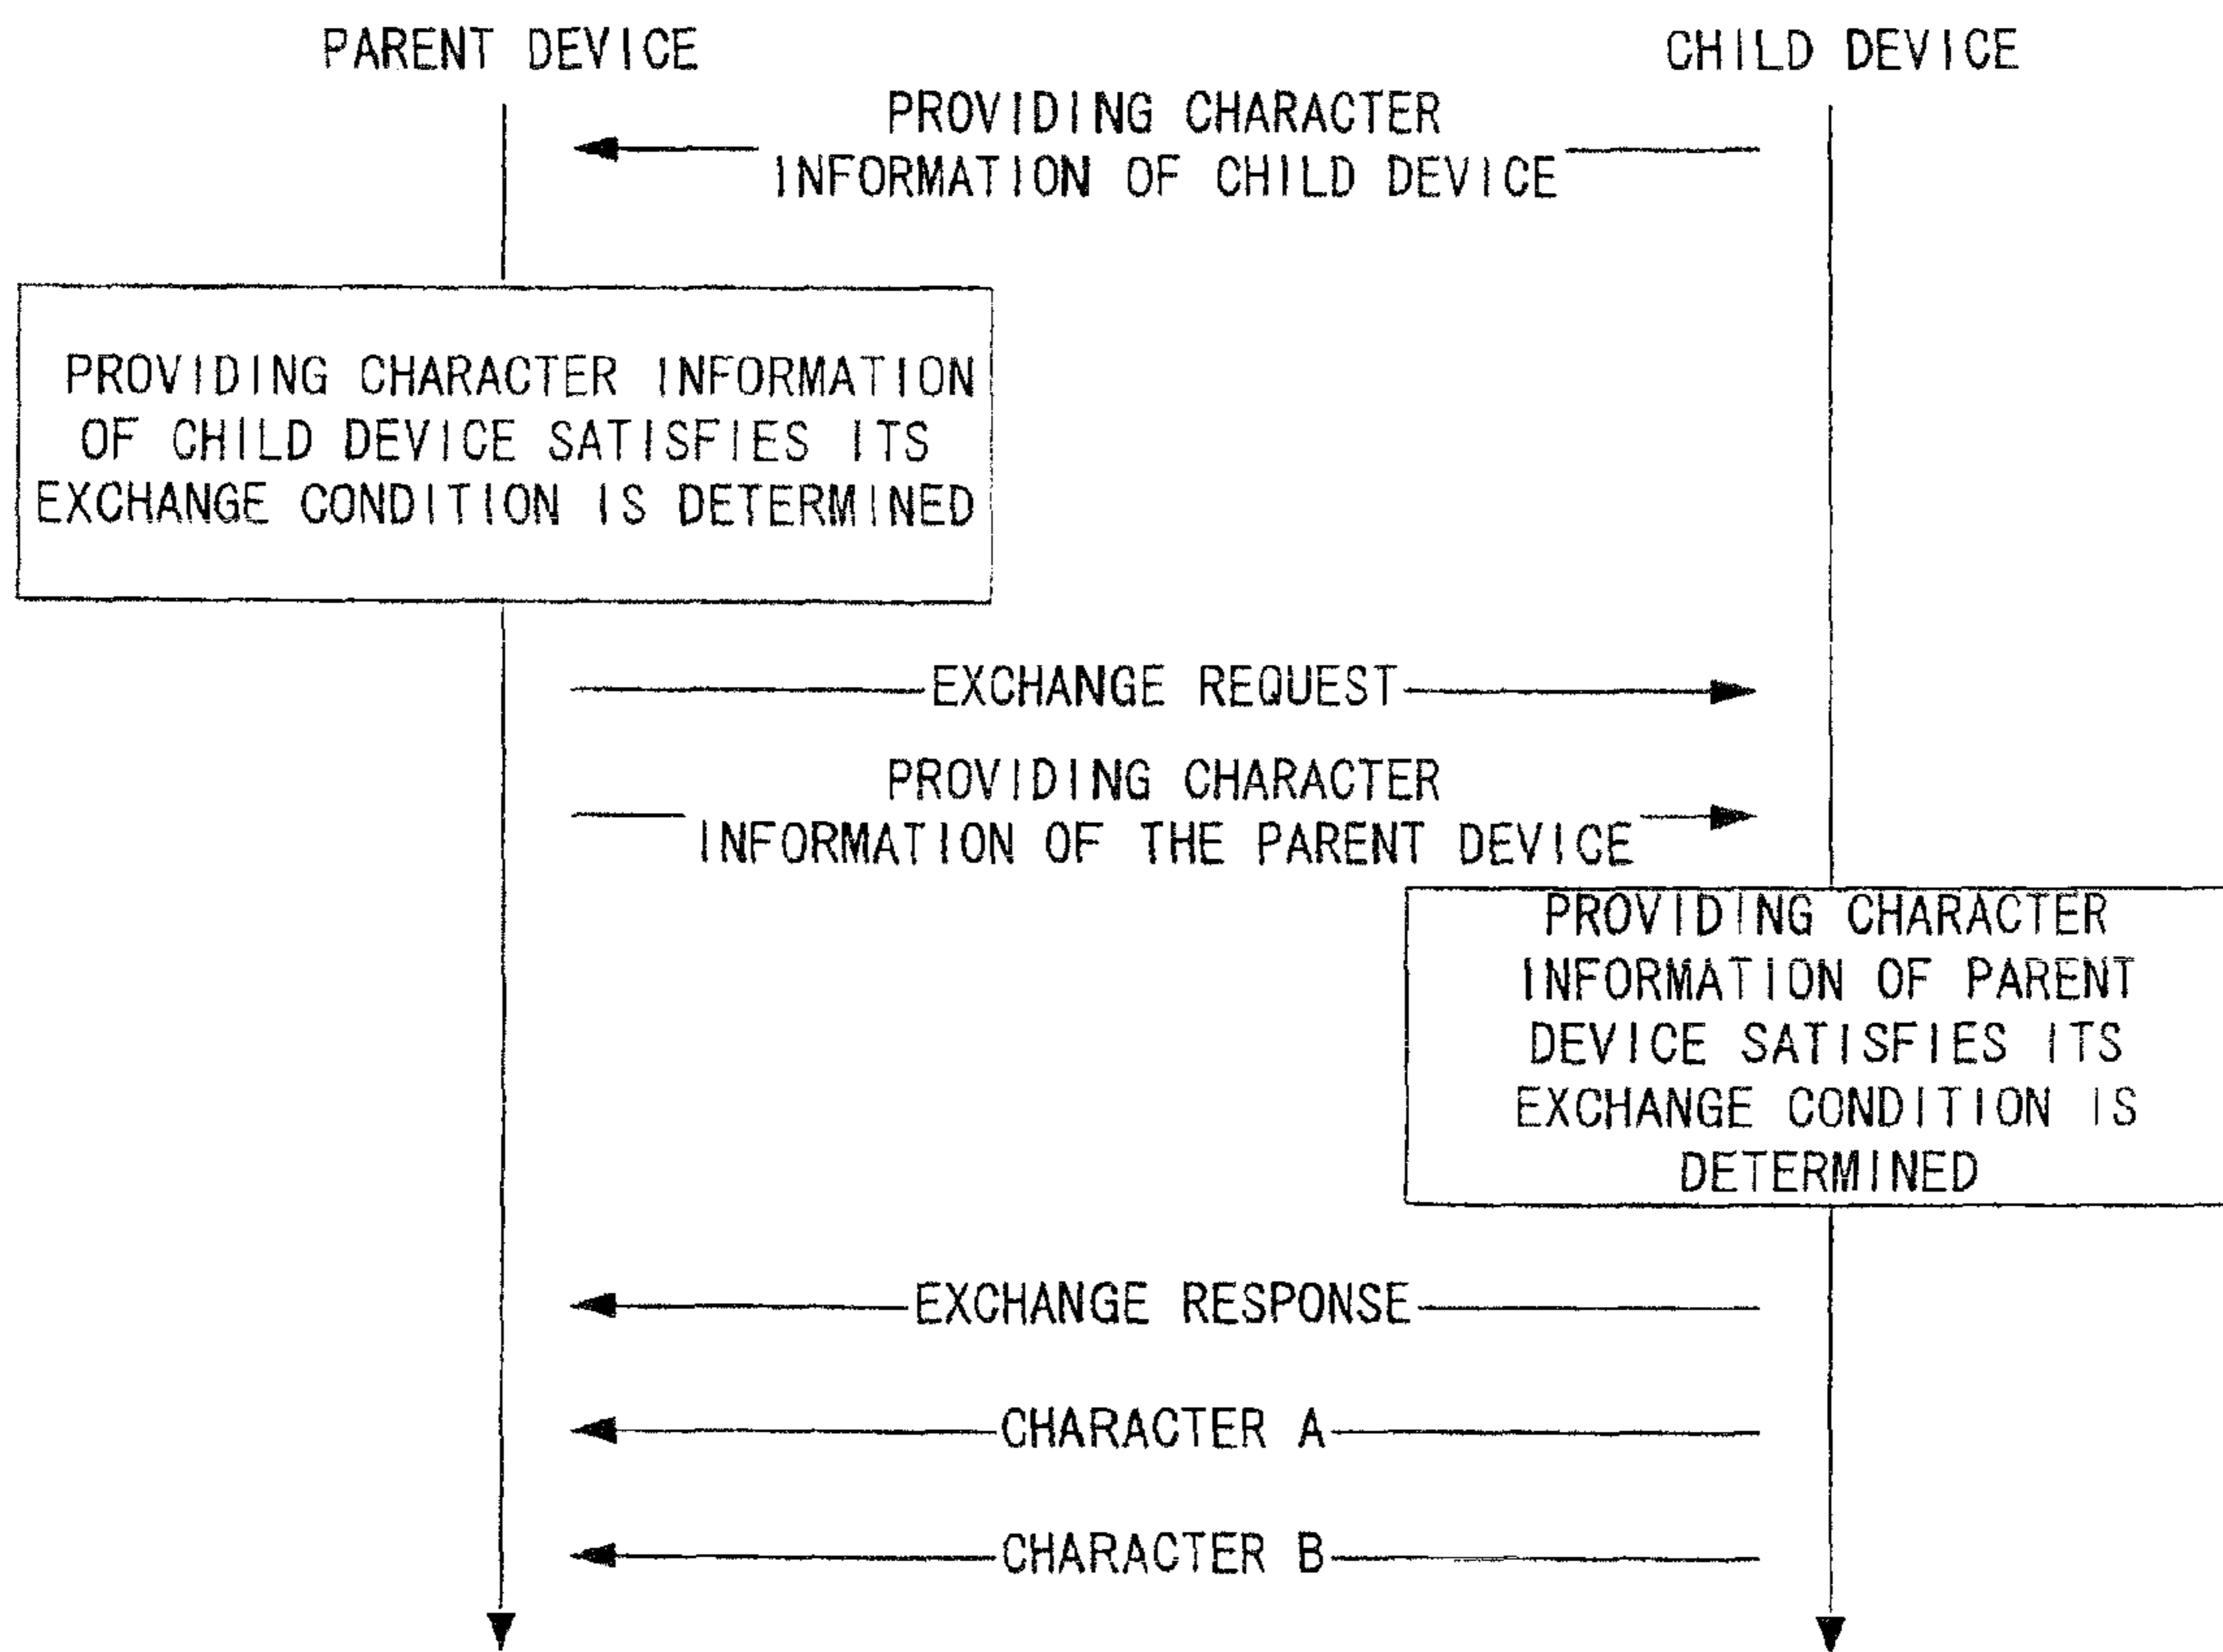 PARENT DEVICE
CHILD DEVICE
PROVIDING CHARACTER
INFORMATION OF CHILD DEVICE
PROVIDING CHARACTER INFORMATION
OF CHILD DEVICE SATISFIES ITS
EXCHANGE CONDITION IS DETERMINED
EXCHANGE REQUEST
PROVIDING CHARACTER
INFORMATION OF THE PARENT DEVICE
PROVIDING CHARACTER
INFORMATION OF PARENT
DEVICE SATISFIES ITS
EXCHANGE CONDITION IS
DETERMINED
EXCHANGE RESPONSE
CHARACTER A
CHARACTER B